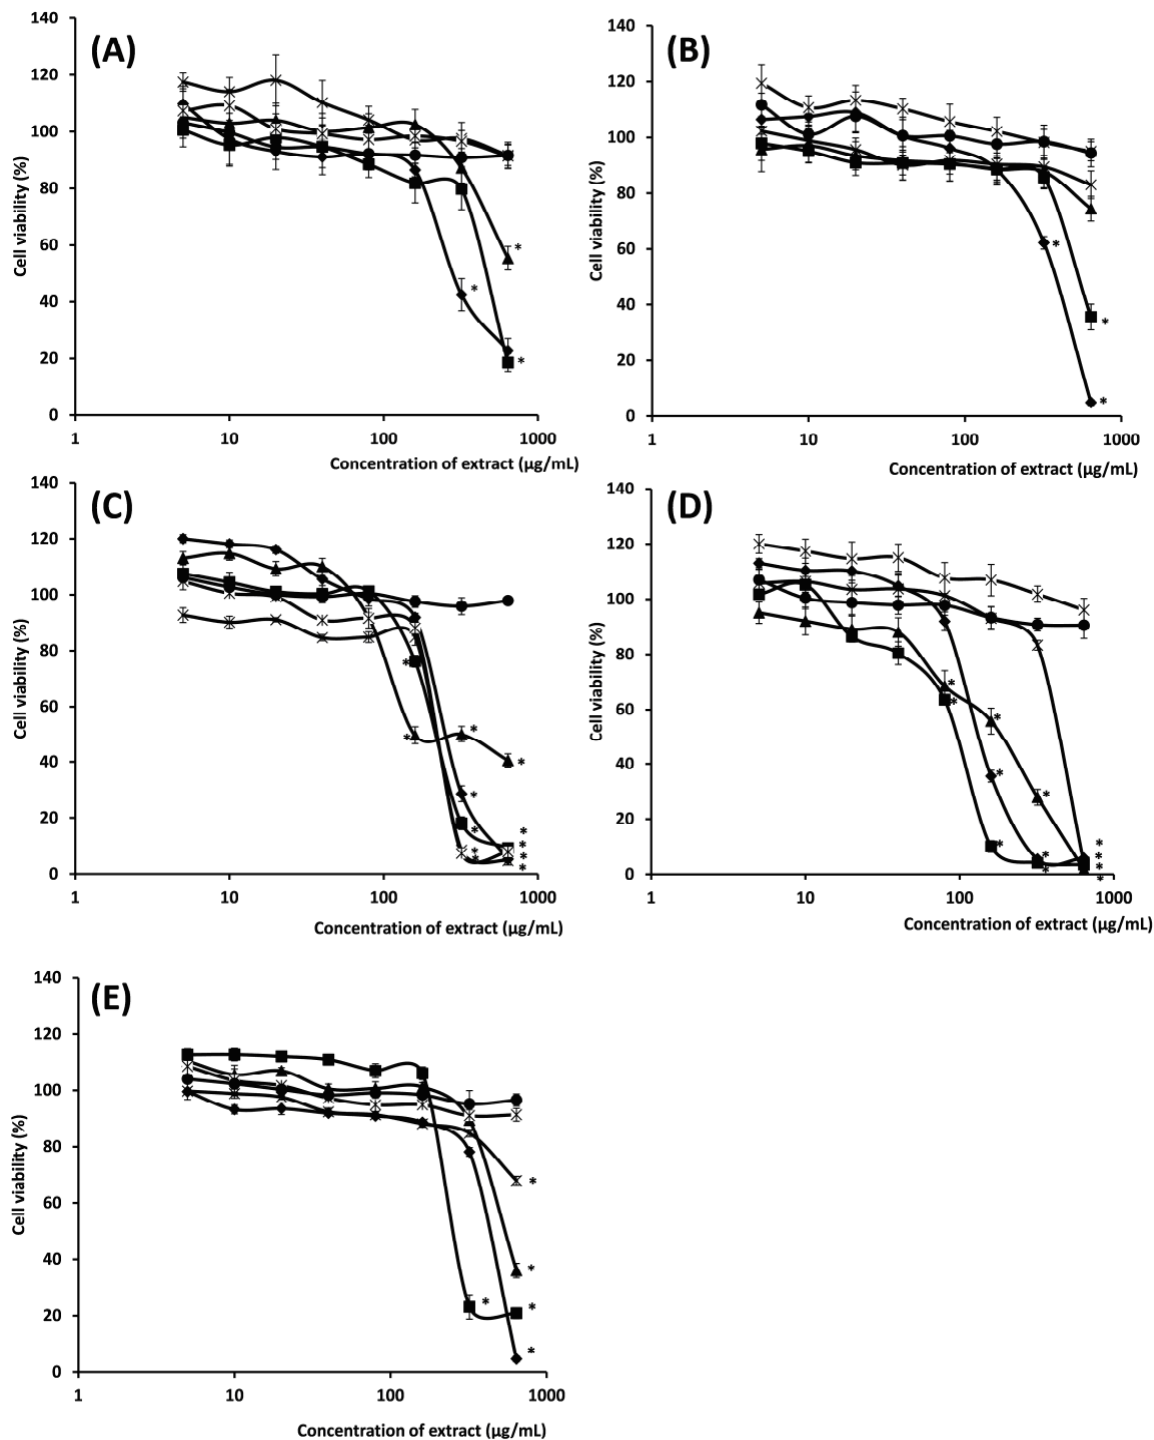 (A)
Cell viability (%)
140
120
100
80
60
40
20
0
1 10 100 1000
Concentration of extract (µg/mL)
* * *
(B)
Cell viability (%)
140
120
100
80
60
40
20
0
1 10 100 1000
Concentration of extract (µg/mL)
* * *
(C)
Cell viability (%)
140
120
100
80
60
40
20
0
1 10 100 1000
Concentration of extract (µg/mL)
* * * * * * * * * * * *
(D)
Cell viability (%)
140
120
100
80
60
40
20
0
1 10 100 1000
Concentration of extract (µg/mL)
* * * * * * * * * * * *
(E)
Cell viability (%)
140
120
100
80
60
40
20
0
1 10 100 1000
Concentration of extract (µg/mL)
* * * * *